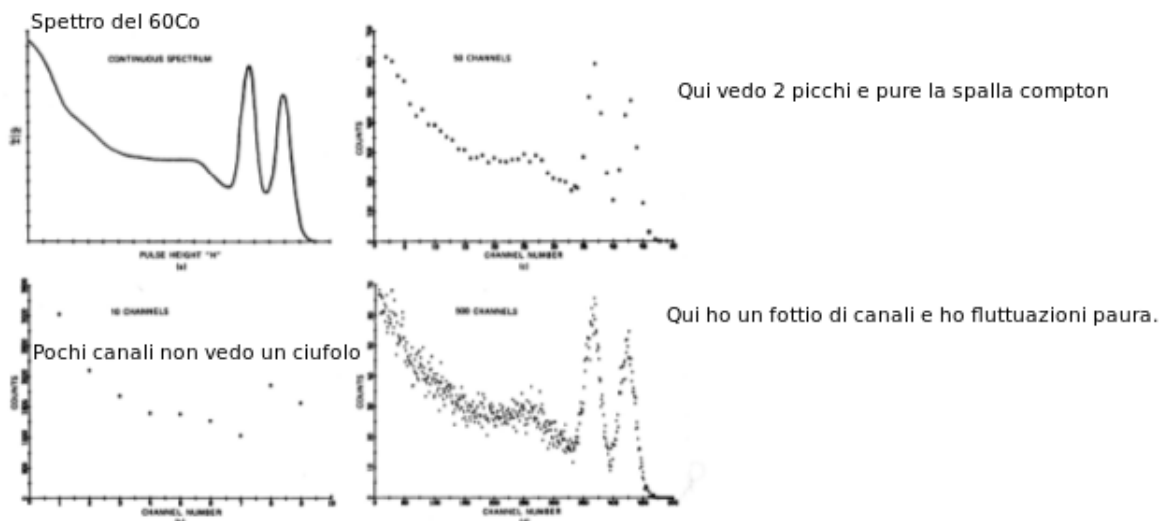 Spettro del 60Co
CONTINUOUS SPECTRUM
PULSE HEIGHT "H"
(a)
50 CHANNELS
COUNTS
CHANNEL NUMBER
(c)
Qui vedo 2 picchi e pure la spalla compton
10 CHANNELS
Pochi canali non vedo un ciufolo
COUNTS
CHANNEL NUMBER
500 CHANNELS
COUNTS
CHANNEL NUMBER
Qui ho un fottio di canali e ho fluttuazioni paura.